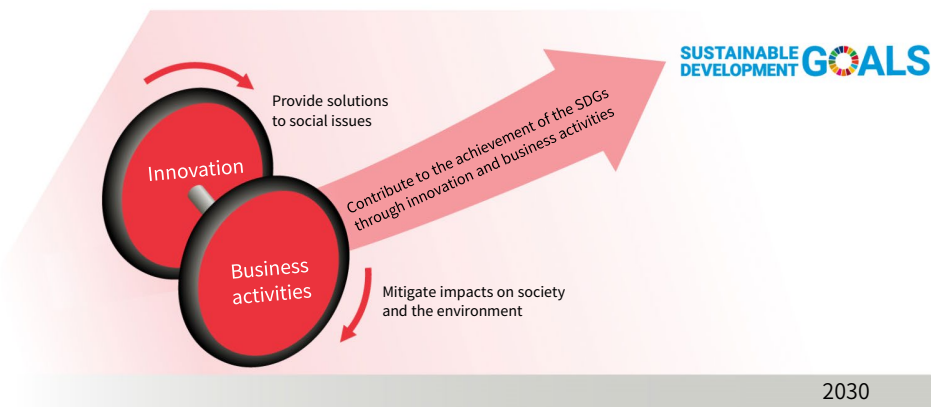 SUSTAINABLE
DEVELOPMENT GOALS
Provide solutions
to social issues
Innovation
Contribute to the achievement of the SDGs
through innovation and business activities
Business
activities
Mitigate impacts on society
and the environment
2030